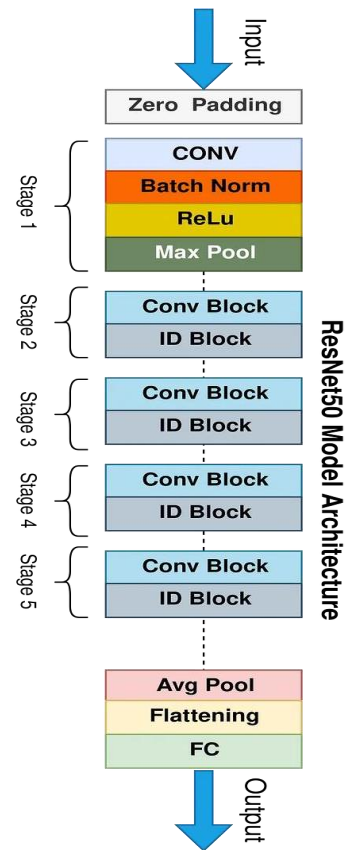 Input
Zero Padding
Stage 1
CONV
Batch Norm
ReLu
Max Pool
Stage 2
Conv Block
ID Block
Stage 3
Conv Block
ID Block
Stage 4
Conv Block
ID Block
Stage 5
Conv Block
ID Block
ResNet50 Model Architecture
Avg Pool
Flattening
FC
Output